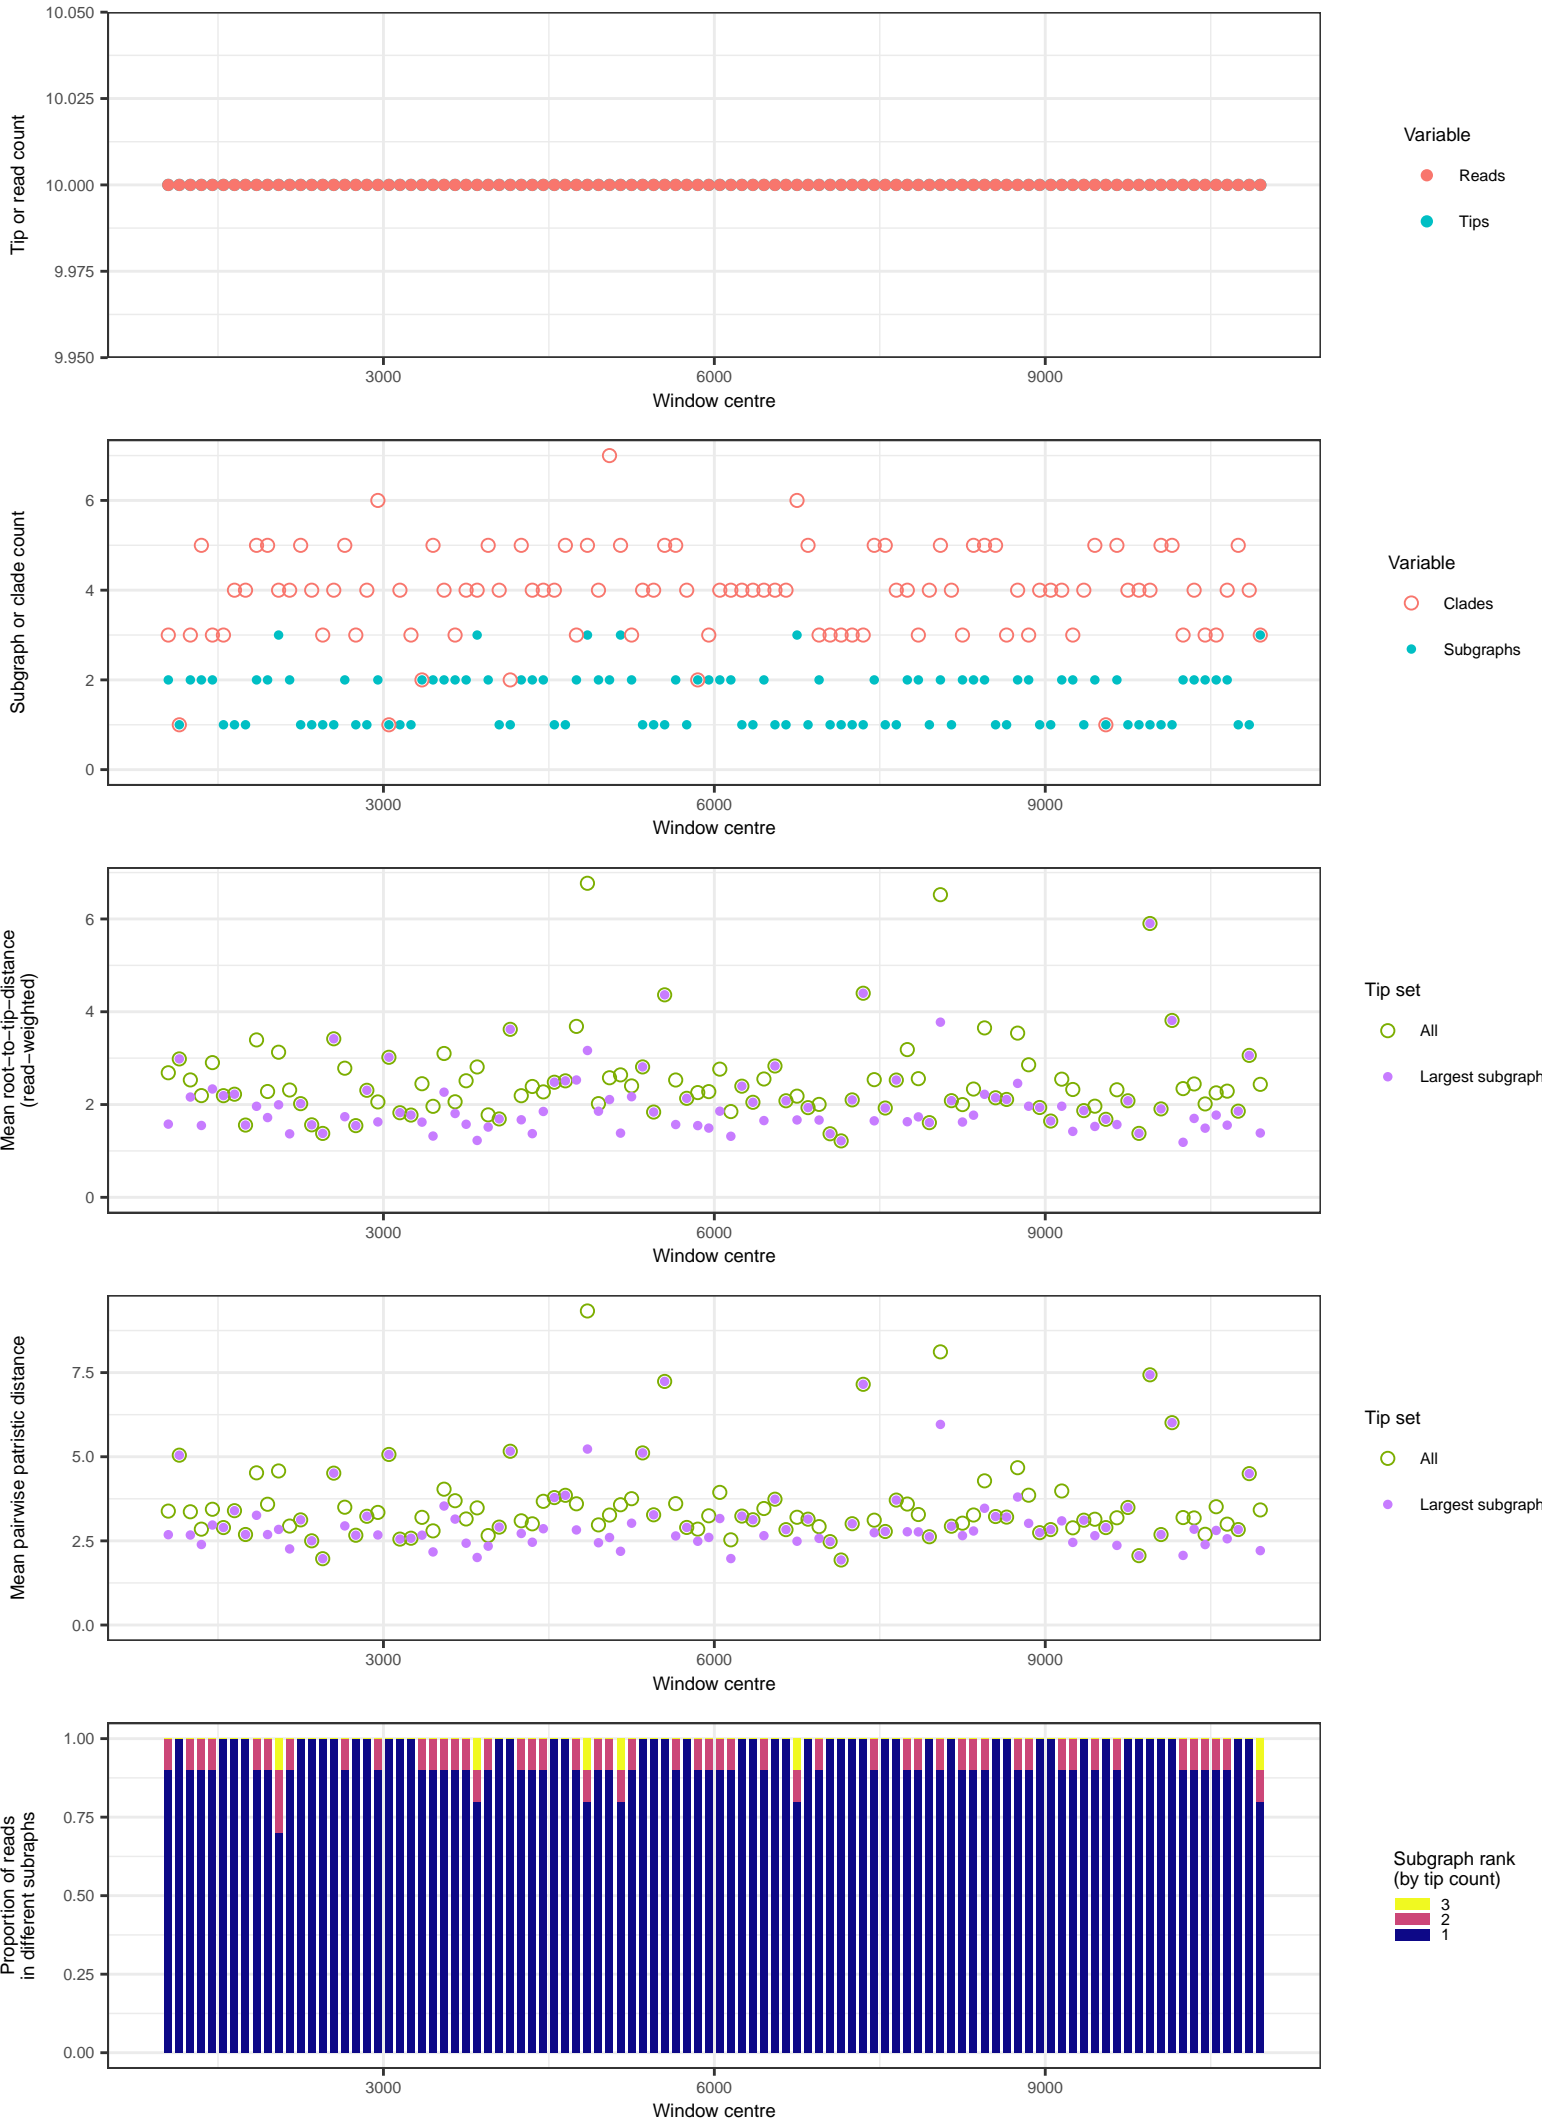 10.050
10.025
10.000
9.975
9.950
Tip or read count
3000
6000
9000
Window centre
Variable
Reads
Tips
6
4
2
0
Subgraph or clade count
3000
6000
9000
Window centre
Variable
Clades
Subgraphs
6
4
2
0
Mean root−to−tip−distance
(read−weighted)
3000
6000
9000
Window centre
Tip set
All
Largest subgraph
7.5
5.0
2.5
0.0
Mean pairwise patristic distance
3000
6000
9000
Window centre
Tip set
All
Largest subgraph
1.00
0.75
0.50
0.25
0.00
Proportion of reads
in different subraphs
3000
6000
9000
Window centre
Subgraph rank
(by tip count)
3
2
1